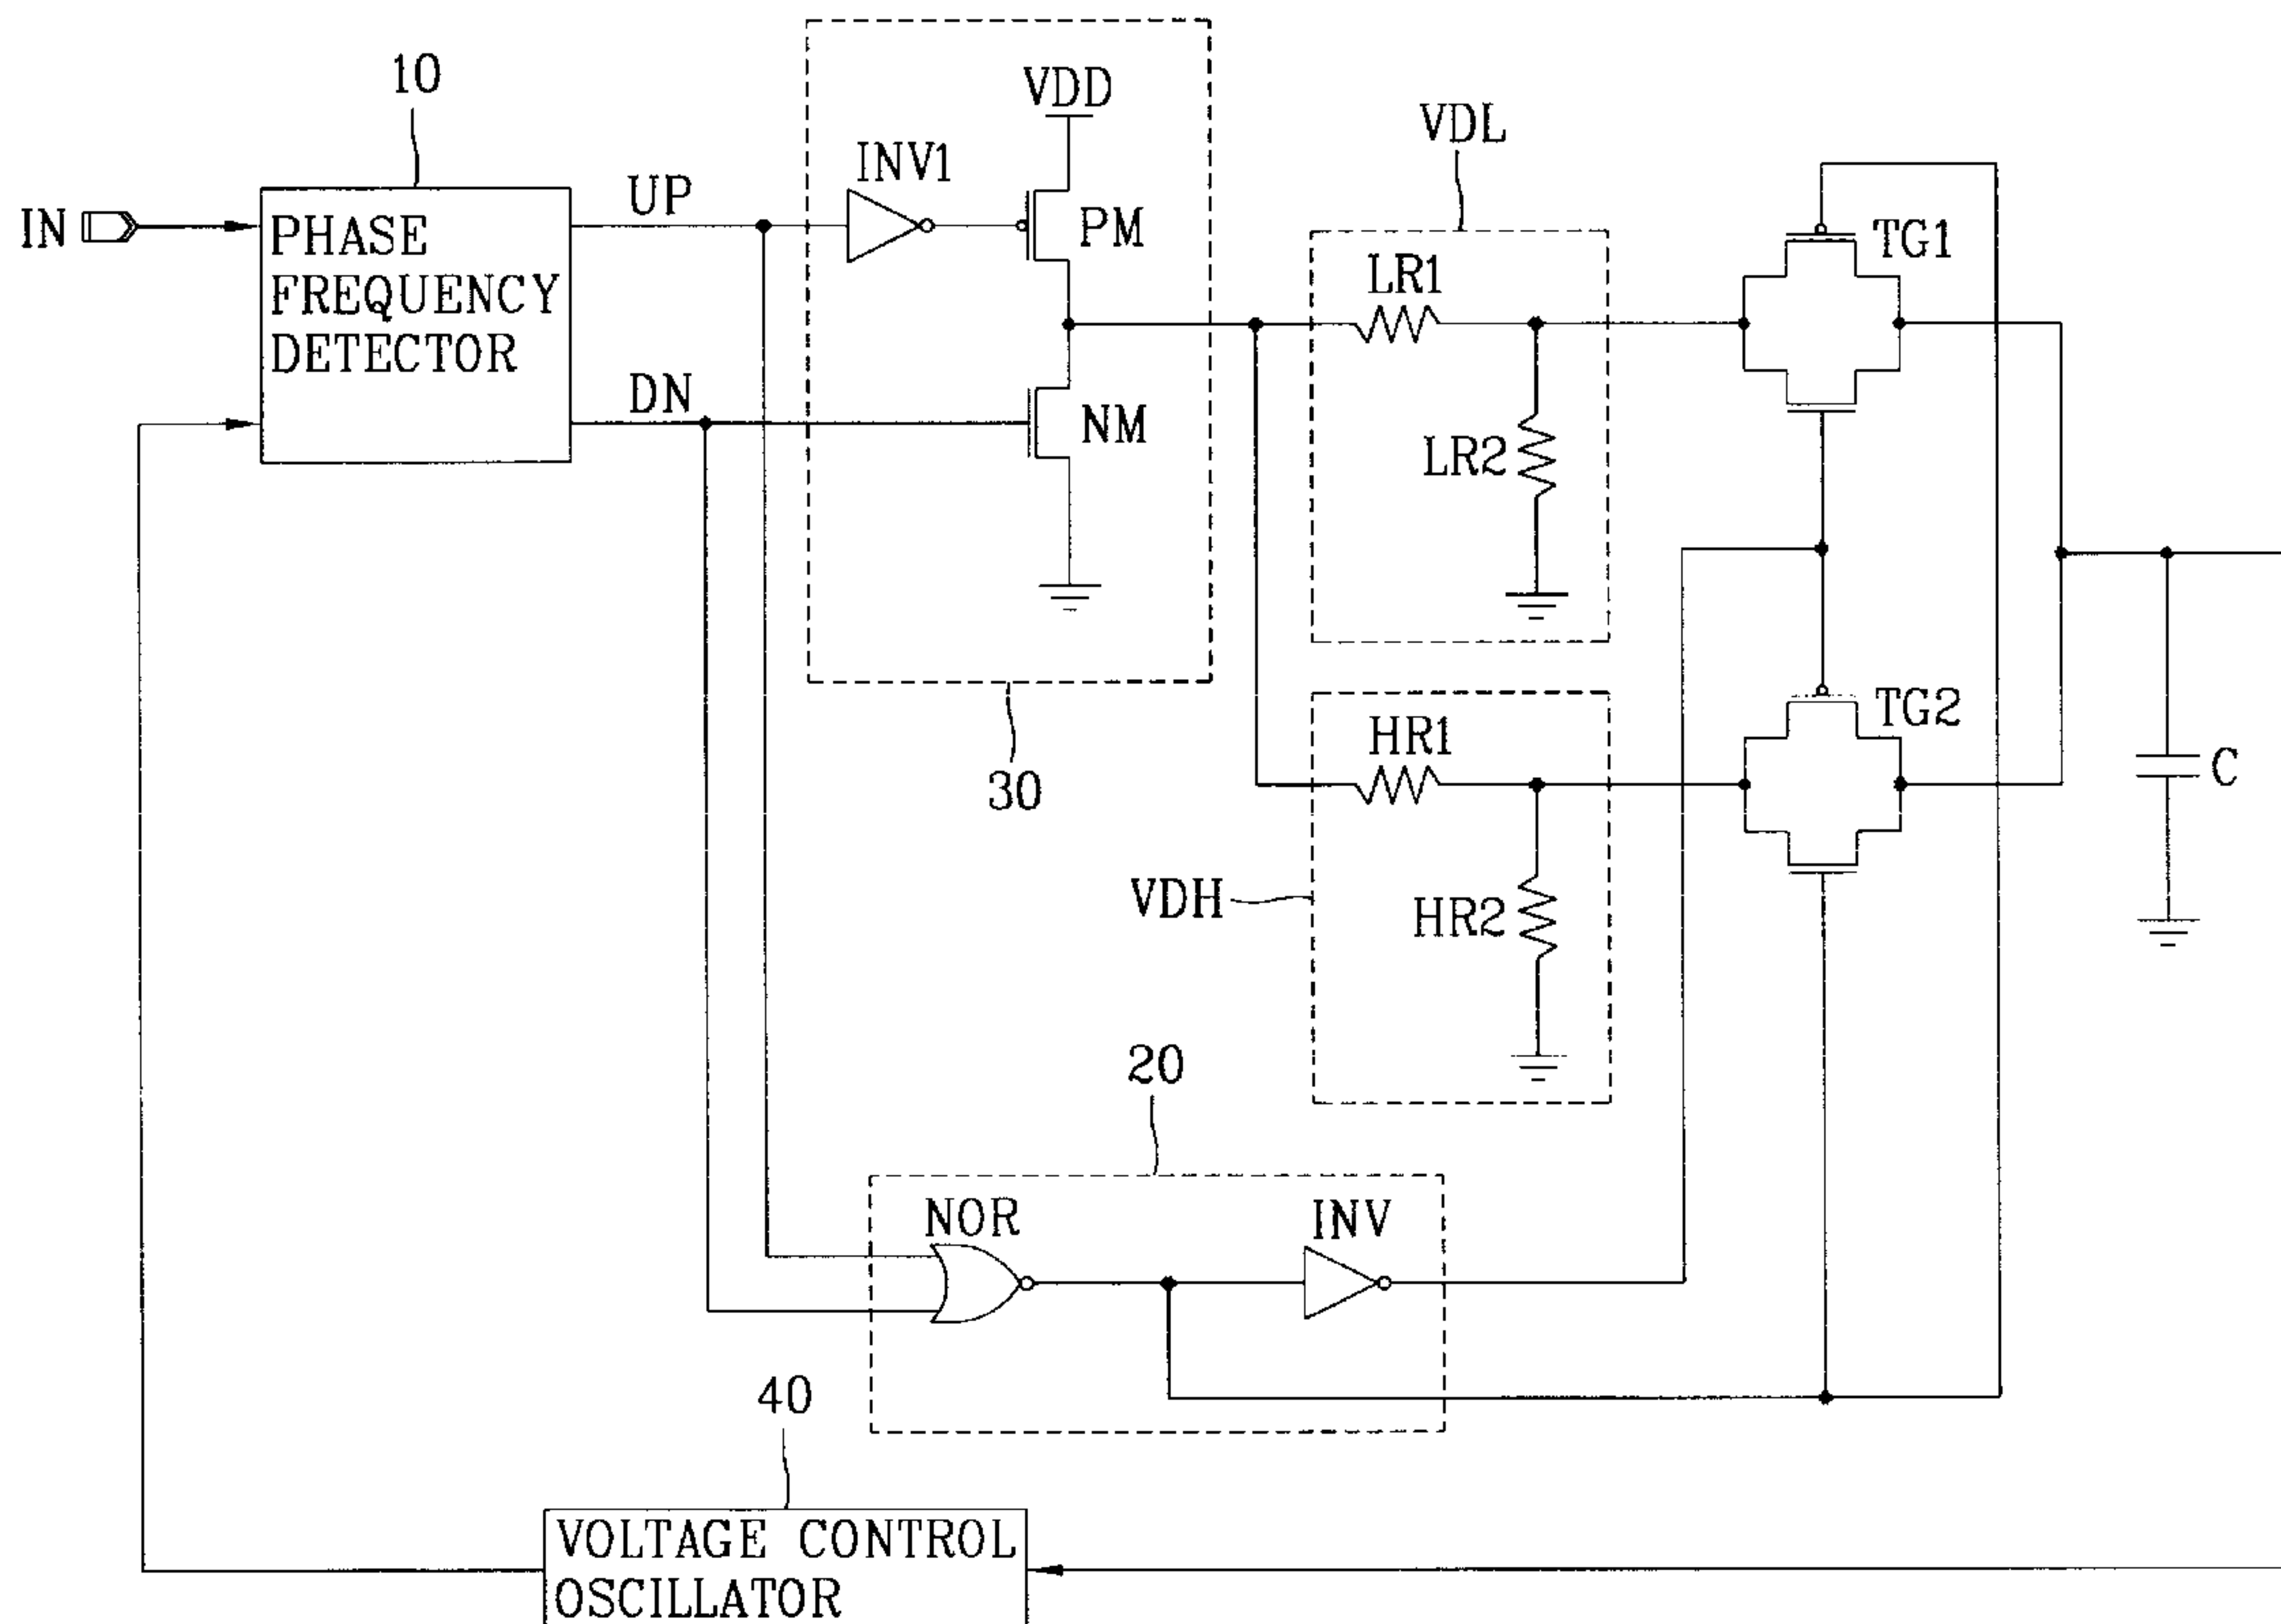 10
VDD
VDL
INV1
UP
IN
PHASE
FREQUENCY
DETECTOR
PM
LR1
TG1
DN
NM
LR2
TG2
HR1
30
C
VDH
HR2
20
NOR
INV
40
VOLTAGE CONTROL
OSCILLATOR